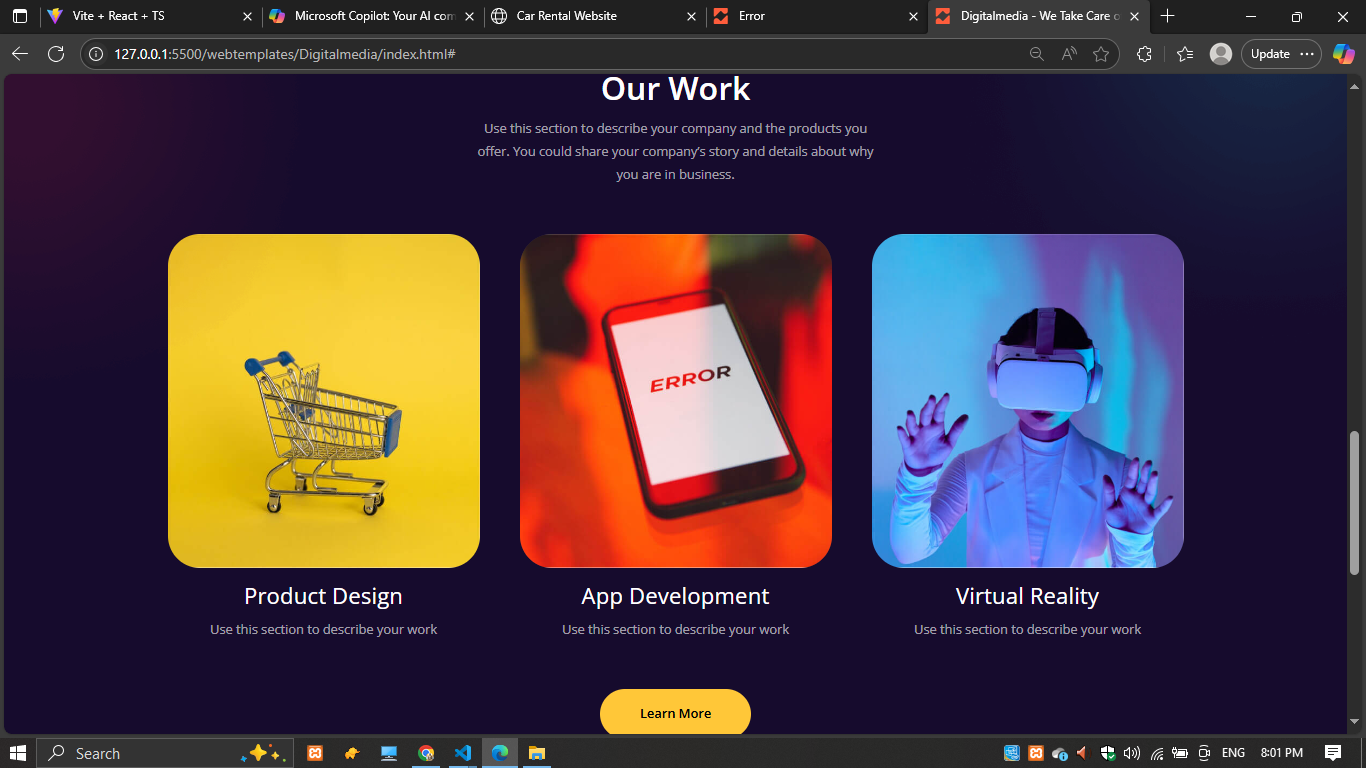 Vite + React + TS
Microsoft Copilot: Your AI com
Car Rental Website
Error
Digitalmedia - We Take Care o
127.0.0.1:5500/webtemplates/Digitalmedia/index.html#
Update
Our Work
Use this section to describe your company and the products you
offer. You could share your company's story and details about why
you are in business.
ERROR
Product Design
App Development
Virtual Reality
Use this section to describe your work
Use this section to describe your work
Use this section to describe your work
Learn More
Search
ENG
8:01 PM